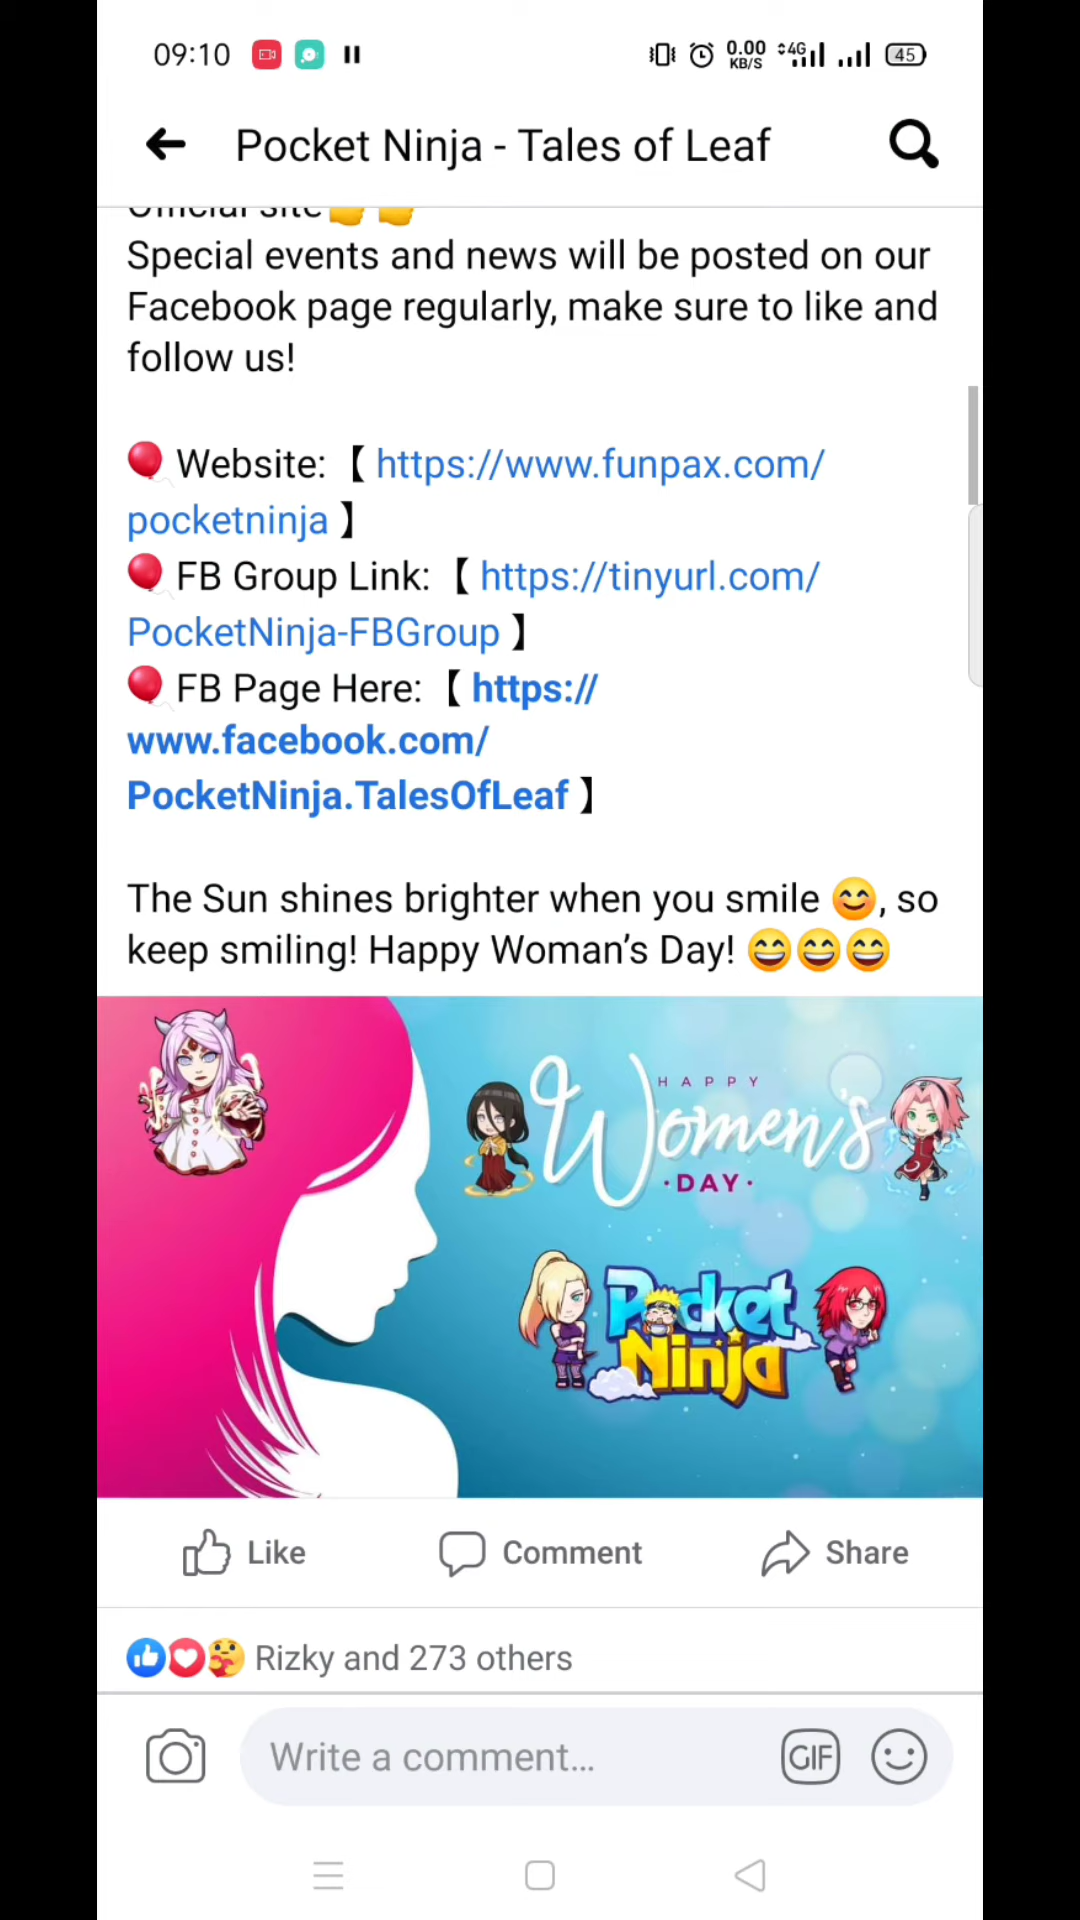 09:10
0.00
KB/S
4G
45
Pocket Ninja - Tales of Leaf
Official site👉👉
Special events and news will be posted on our
Facebook page regularly, make sure to like and
follow us!
🎈 Website: 【 https://www.funpax.com/
pocketninja 】
🎈 FB Group Link: 【 https://tinyurl.com/
PocketNinja-FBGroup 】
🎈 FB Page Here: 【 https://
www.facebook.com/
PocketNinja.TalesOfLeaf 】
The Sun shines brighter when you smile 😊, so
keep smiling! Happy Woman’s Day! 😄😄😄
HAPPY
Women's
·DAY·
Pocket
Ninja
Like
Comment
Share
Rizky and 273 others
Write a comment...
GIF